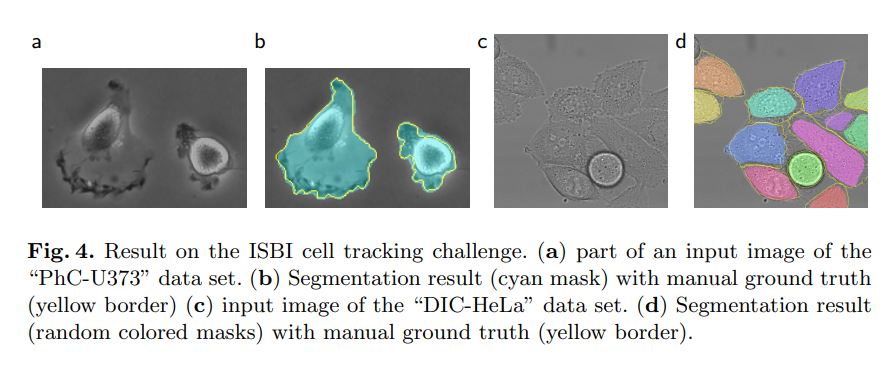 a b c d
Fig. 4. Result on the ISBI cell tracking challenge. (a) part of an input image of the
“PhC-U373” data set. (b) Segmentation result (cyan mask) with manual ground truth
(yellow border) (c) input image of the “DIC-HeLa” data set. (d) Segmentation result
(random colored masks) with manual ground truth (yellow border).